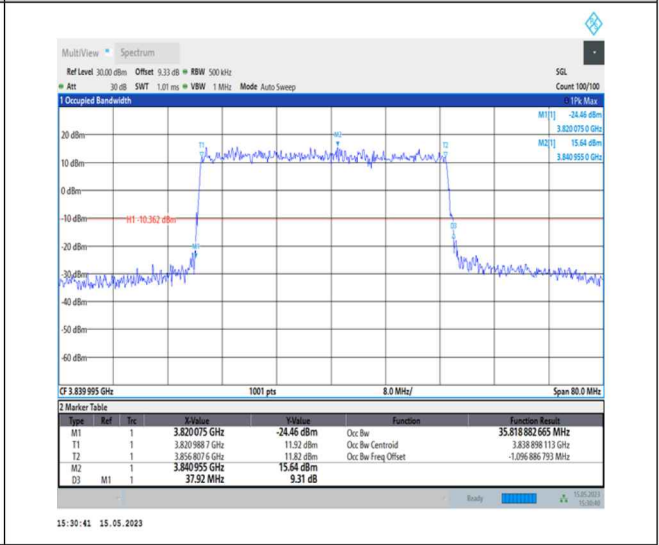 MultiView Spectrum
Ref Level 30.00 dBm Offset 9.33 dB RBW 500 kHz SGL
Att 30 dB SWT 1.01 ms VBW 1 MHz Mode Auto Sweep Count 100/100
1 Occupied Bandwidth 1Pk Max
M1[1] -24.46 dBm
3.820 075 0 GHz
M2[1] 15.64 dBm
3.840 955 0 GHz
20 dBm
M2
T1
T2
10 dBm
0 dBm
-10 dBm
H1 -10.362 dBm
D3
-20 dBm
M1
-30 dBm
-40 dBm
-50 dBm
-60 dBm
CF 3.839 995 GHz 1001 pts 8.0 MHz/ Span 80.0 MHz
2 Marker Table
Type Ref Trc X-Value Y-Value Function Function Result
M1 1 3.820 075 GHz -24.46 dBm Occ Bw 35.818 882 665 MHz
T1 1 3.820 988 7 GHz 11.92 dBm Occ Bw Centroid 3.838 898 113 GHz
T2 1 3.856 807 6 GHz 11.82 dBm Occ Bw Freq Offset -1.096 886 793 MHz
M2 1 3.840 955 GHz 15.64 dBm
D3 M1 1 37.92 MHz 9.31 dB
Ready 15.05.2023
15:30:40
15:30:41 15.05.2023